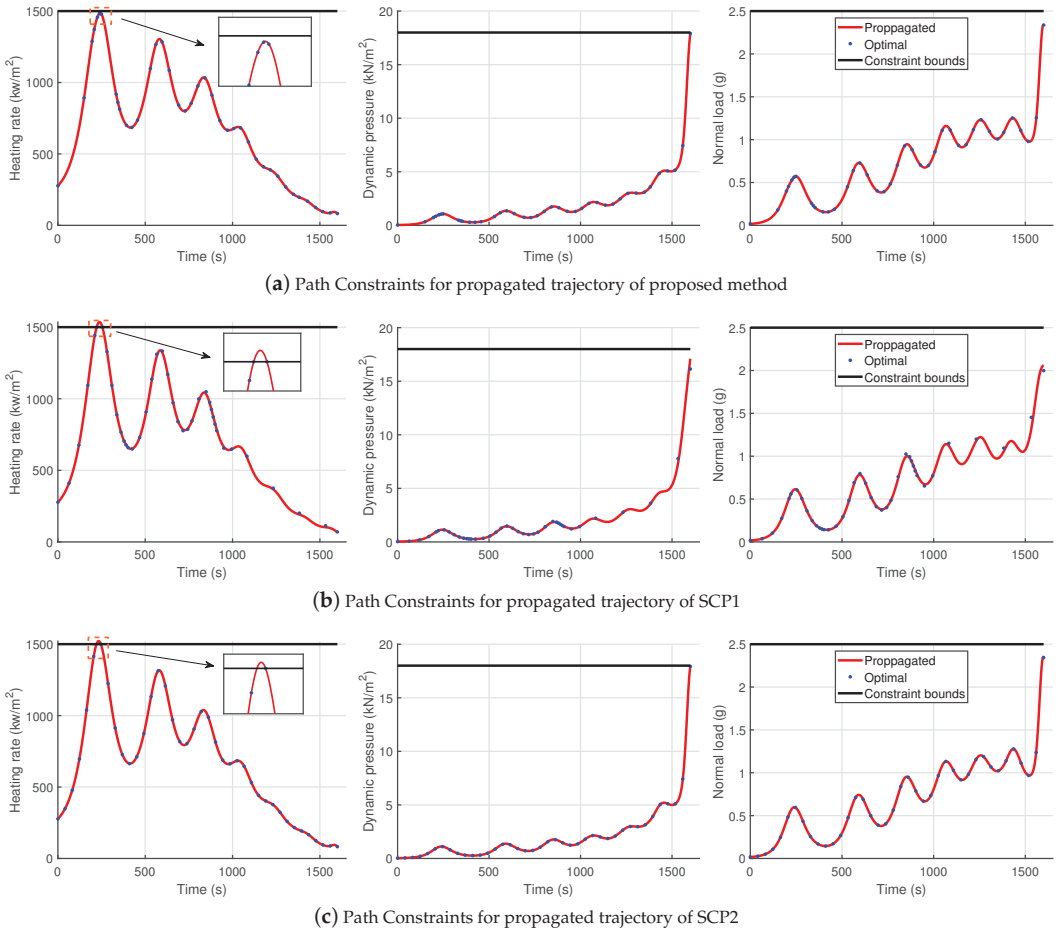 Heating rate (kw/m²)
1500
1000
500
0
0 500 1000 1500
Time (s)
Dynamic pressure (kN/m²)
20
15
10
5
0
0 500 1000 1500
Time (s)
Normal load (g)
2.5
2
1.5
1
0.5
0
0 500 1000 1500
Time (s)
Proppagated
Optimal
Constraint bounds
(a) Path Constraints for propagated trajectory of proposed method
Heating rate (kw/m²)
1500
1000
500
0
0 500 1000 1500
Time (s)
Dynamic pressure (kN/m²)
20
15
10
5
0
0 500 1000 1500
Time (s)
Normal load (g)
2.5
2
1.5
1
0.5
0
0 500 1000 1500
Time (s)
Proppagated
Optimal
Constraint bounds
(b) Path Constraints for propagated trajectory of SCP1
Heating rate (kw/m²)
1500
1000
500
0
0 500 1000 1500
Time (s)
Dynamic pressure (kN/m²)
20
15
10
5
0
0 500 1000 1500
Time (s)
Normal load (g)
2.5
2
1.5
1
0.5
0
0 500 1000 1500
Time (s)
Proppagated
Optimal
Constraint bounds
(c) Path Constraints for propagated trajectory of SCP2